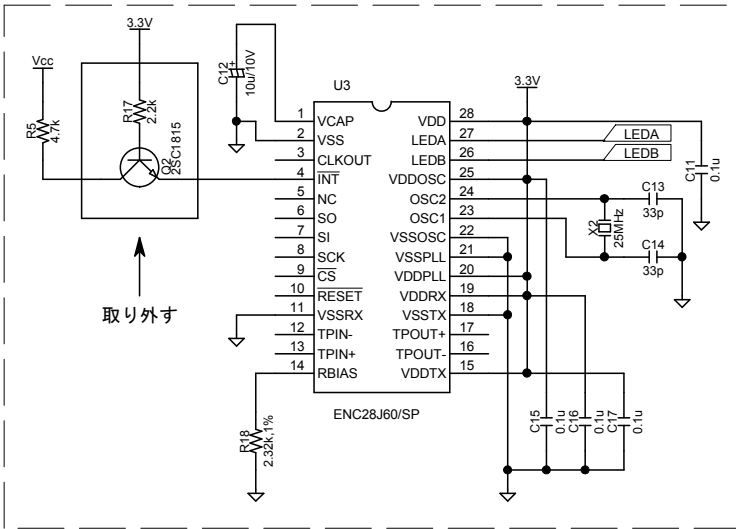 3.3V
Vcc
R5
4.7k
R17
2.2k
Q2
2SC1815
取り外す
C12
+
10u/10V
U3
1 VCAP
2 VSS
3 CLKOUT
4 INT
5 NC
6 SO
7 SI
8 SCK
9 CS
10 RESET
11 VSSRX
12 TPIN-
13 TPIN+
14 RBIAS
VDD 28
LEDA 27
LEDB 26
VDDOSC 25
OSC2 24
OSC1 23
VSSOSC 22
VSSPLL 21
VDDPLL 20
VDDRX 19
VSSTX 18
TPOUT+ 17
TPOUT- 16
VDDTX 15
ENC28J60/SP
R18
2.32k,1%
3.3V
LEDA
LEDB
C11
0.1u
C13
33p
X2
25MHz
C14
33p
C15
0.1u
C16
0.1u
C17
0.1u